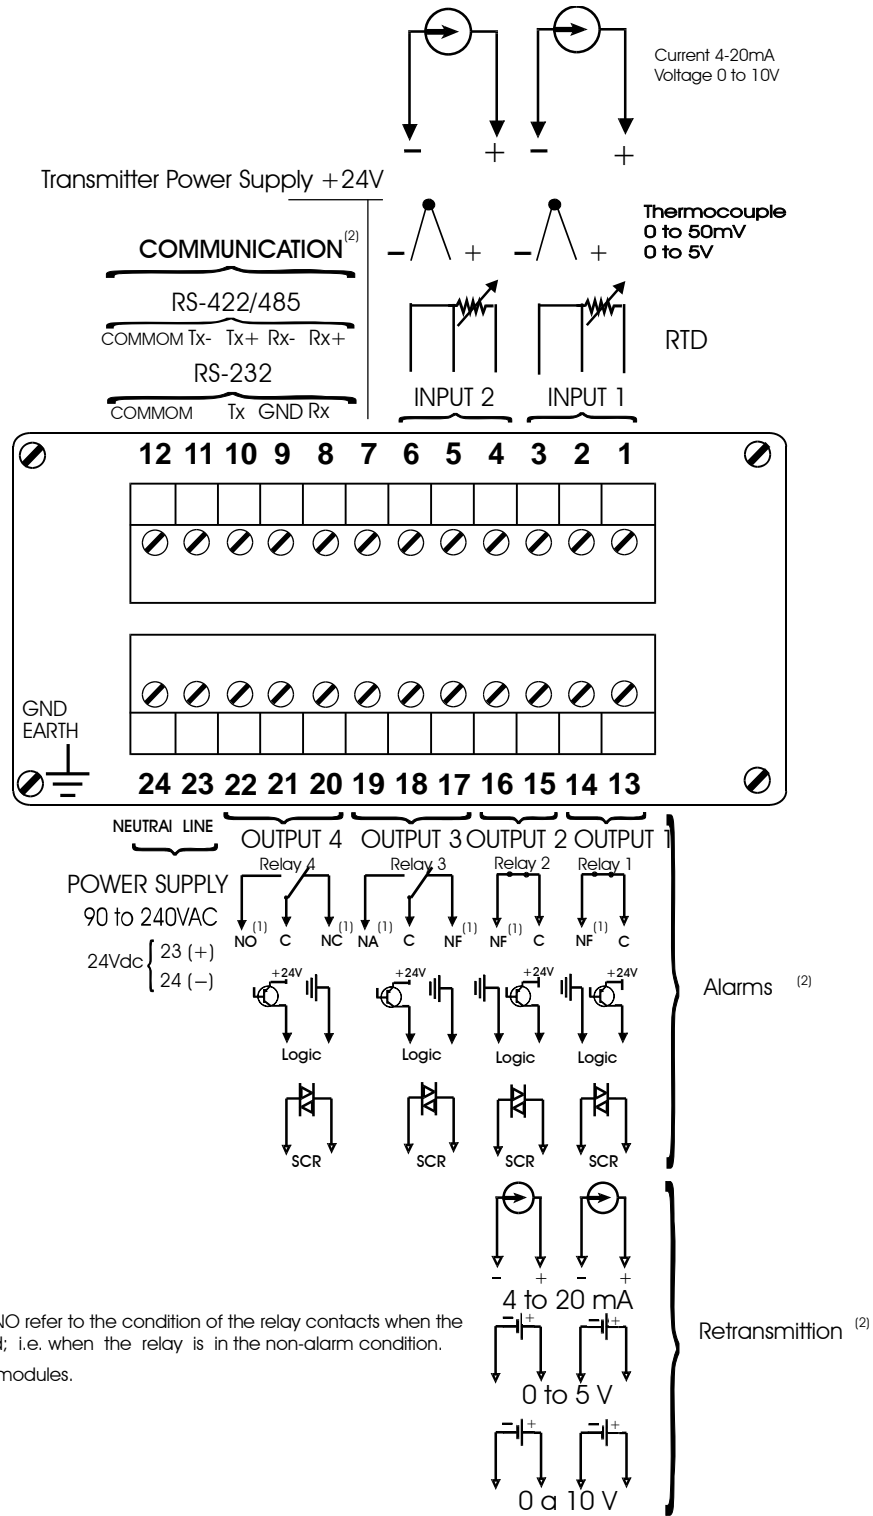 Current 4-20mA
Voltage 0 to 10V
− + − +
Transmitter Power Supply +24V
Thermocouple
0 to 50mV
0 to 5V
− + − +
COMMUNICATION (2)
RS-422/485
COMMOM Tx- Tx+ Rx- Rx+
RTD
RS-232
COMMOM Tx GND Rx
INPUT 2 INPUT 1
12 11 10 9 8 7 6 5 4 3 2 1
GND
EARTH
24 23 22 21 20 19 18 17 16 15 14 13
NEUTRAl LINE
OUTPUT 4 OUTPUT 3 OUTPUT 2 OUTPUT 1
Relay 4 Relay 3 Relay 2 Relay 1
POWER SUPPLY
90 to 240VAC
24Vdc 23 (+)
24 (−)
NO (1) C NC (1) NA (1) C NF (1) NF (1) C NF (1) C
+24V +24V +24V +24V
Alarms (2)
Logic Logic Logic Logic
SCR SCR SCR SCR
− + − +
4 to 20 mA
NO refer to the condition of the relay contacts when the
; i.e. when the relay is in the non-alarm condition.
modules.
Retransmittion (2)
− + − +
0 to 5 V
− + − +
0 a 10 V